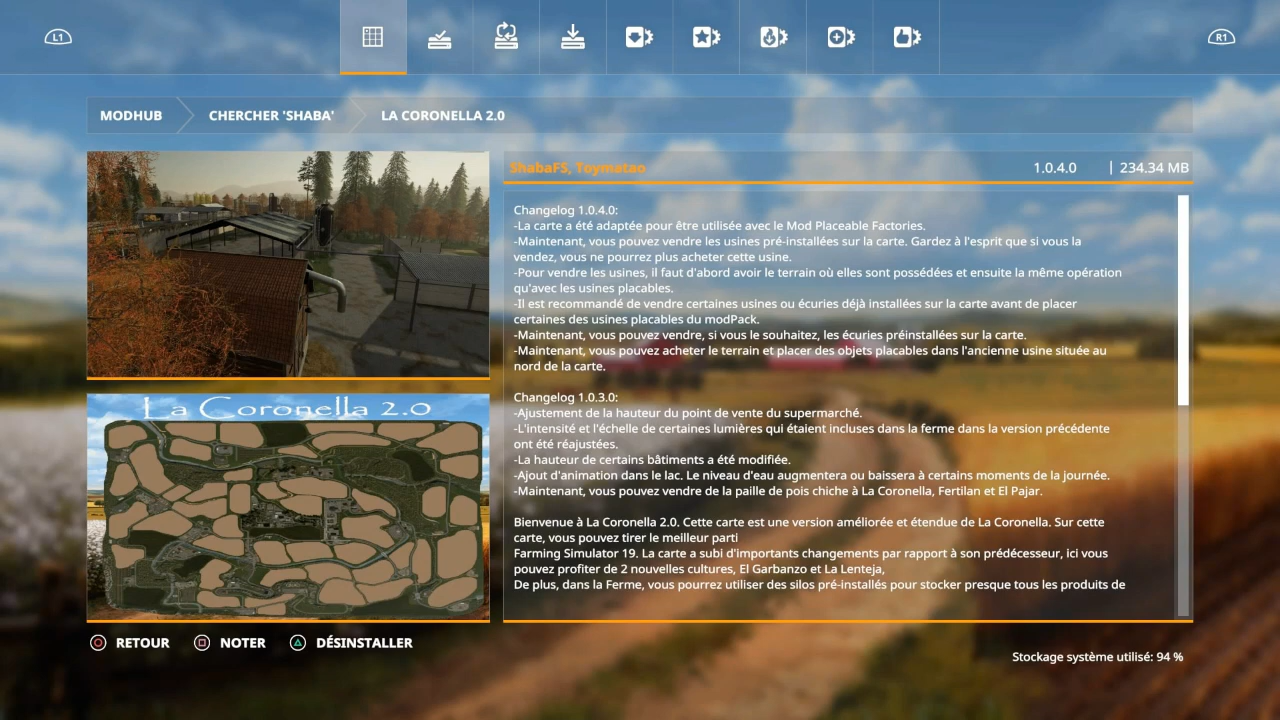 L1
R1
MODHUB
CHERCHER 'SHABA'
LA CORONELLA 2.0
ShabaFS, Toymatao
1.0.4.0
| 234.34 MB
Changelog 1.0.4.0:
-La carte a été adaptée pour être utilisée avec le Mod Placeable Factories.
-Maintenant, vous pouvez vendre les usines pré-installées sur la carte. Gardez à l'esprit que si vous la
vendez, vous ne pourrez plus acheter cette usine.
-Pour vendre les usines, il faut d'abord avoir le terrain où elles sont possédées et ensuite la même opération
qu'avec les usines placables.
-Il est recommandé de vendre certaines usines ou écuries déjà installées sur la carte avant de placer
certaines des usines placables du modPack.
-Maintenant, vous pouvez vendre, si vous le souhaitez, les écuries préinstallées sur la carte.
-Maintenant, vous pouvez acheter le terrain et placer des objets placables dans l'ancienne usine située au
nord de la carte.
Changelog 1.0.3.0:
-Ajustement de la hauteur du point de vente du supermarché.
-L'intensité et l'échelle de certaines lumières qui étaient incluses dans la ferme dans la version précédente
ont été réajustées.
-La hauteur de certains bâtiments a été modifiée.
-Ajout d'animation dans le lac. Le niveau d'eau augmentera ou baissera à certains moments de la journée.
-Maintenant, vous pouvez vendre de la paille de pois chiche à La Coronella, Fertilan et El Pajar.
Bienvenue à La Coronella 2.0. Cette carte est une version améliorée et étendue de La Coronella. Sur cette
carte, vous pouvez tirer le meilleur parti
Farming Simulator 19. La carte a subi d'importants changements par rapport à son prédécesseur, ici vous
pouvez profiter de 2 nouvelles cultures, El Garbanzo et La Lenteja,
De plus, dans la Ferme, vous pourrez utiliser des silos pré-installés pour stocker presque tous les produits de
La Coronella 2.0
RETOUR
NOTER
DÉSINSTALLER
Stockage système utilisé: 94 %